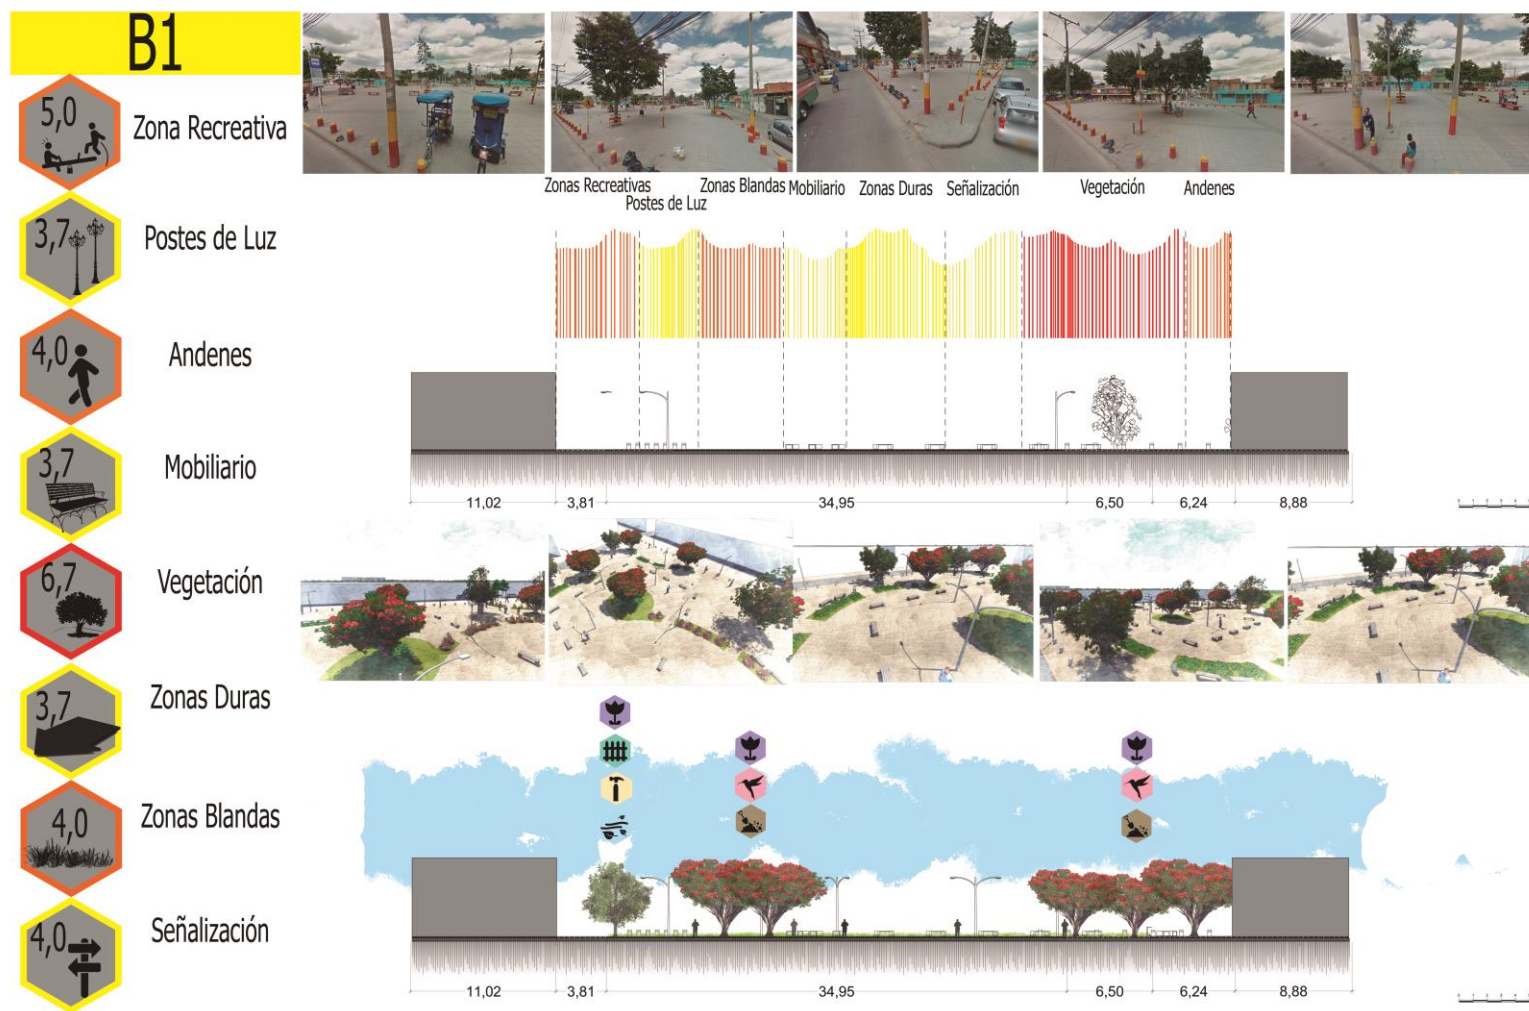 B1
5,0
Zona Recreativa
3,7
Postes de Luz
4,0
Andenes
3,7
Mobiliario
6,7
Vegetación
3,7
Zonas Duras
4,0
Zonas Blandas
4,0
Señalización
Zonas Recreativas
Postes de Luz
Zonas Blandas
Mobiliario
Zonas Duras
Señalización
Vegetación
Andenes
11,02
3,81
34,95
6,50
6,24
8,88
11,02
3,81
34,95
6,50
6,24
8,88